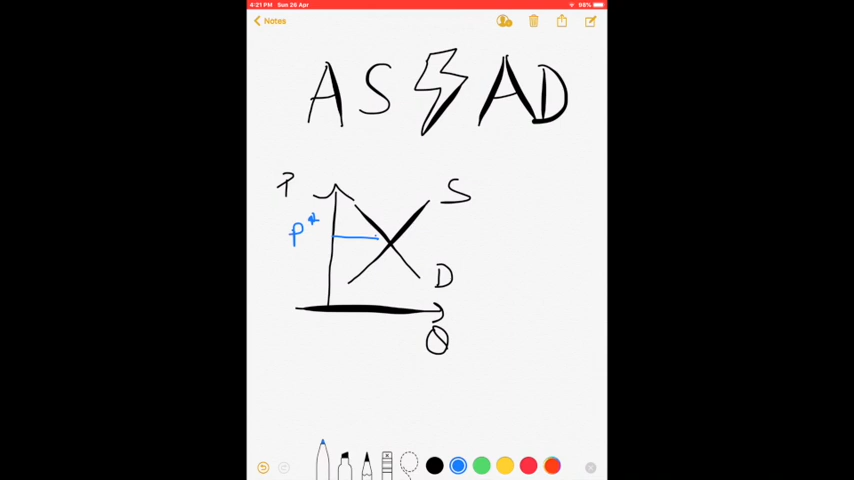 4:21 PM Sun 26 Apr 98%
Notes
AS AD
P
S
P*
D
Q